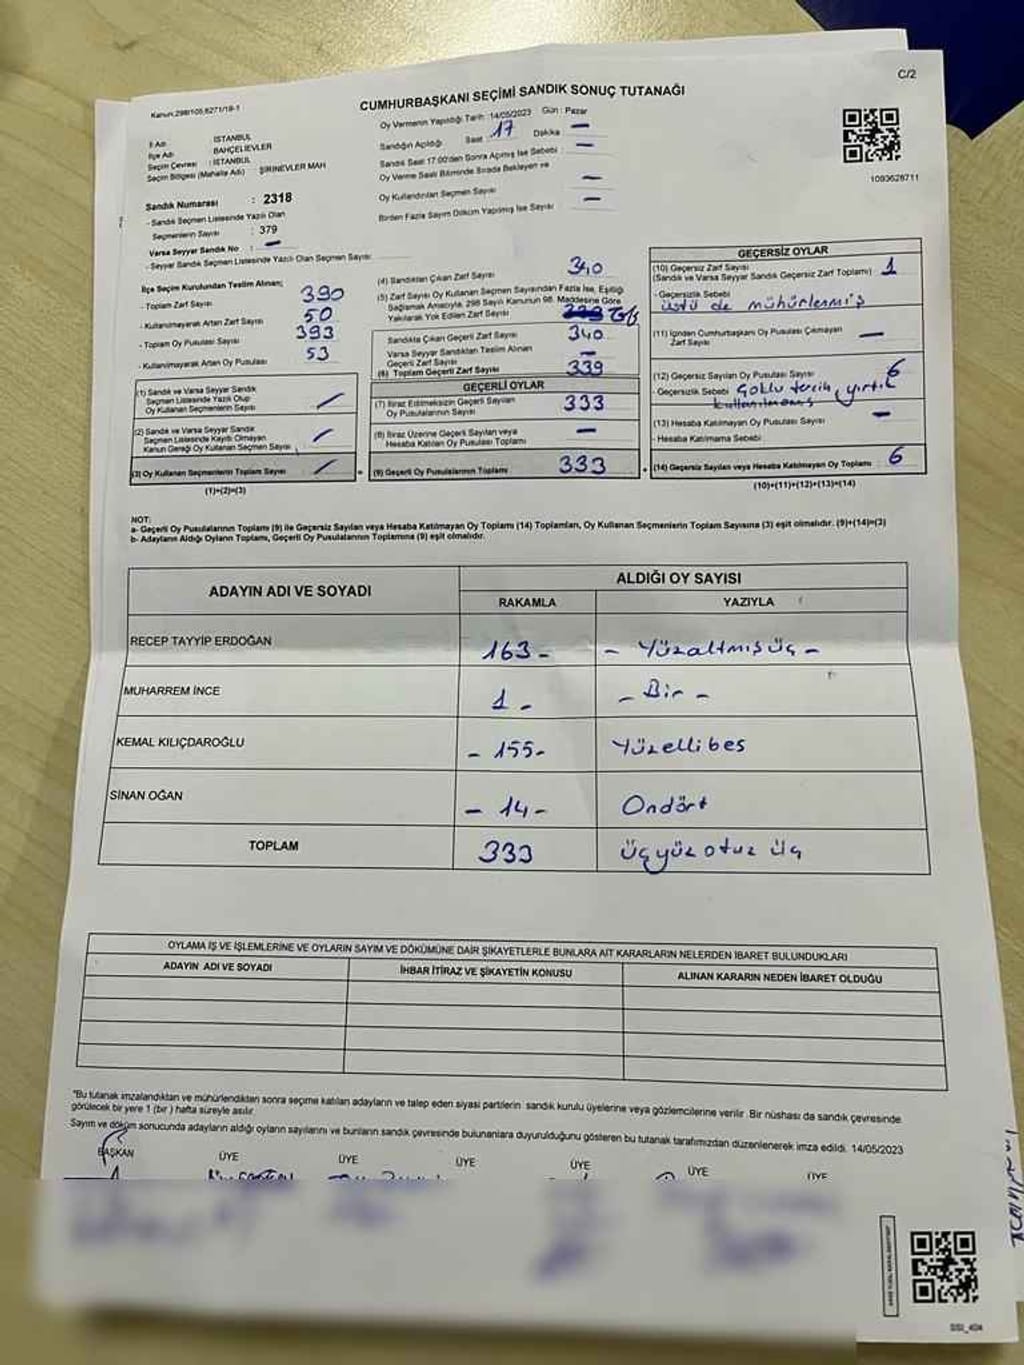 C/2
Kanun:298/105,6271/19-1
CUMHURBAŞKANI SEÇİMİ SANDIK SONUÇ TUTANAĞI
1093628711
İl Adı : İSTANBUL
İlçe Adı : BAHÇELİEVLER
Seçim Çevresi : İSTANBUL
Seçim Bölgesi (Mahalle Adı) : ŞİRİNEVLER MAH
Sandık Numarası : 2318
- Sandık Seçmen Listesinde Yazılı Olan
Seçmenlerin Sayısı : 379
Varsa Seyyar Sandık No : -
- Seyyar Sandık Seçmen Listesinde Yazılı Olan Seçmen Sayısı:
Oy Vermenin Yapıldığı Tarih: 14/05/2023 Gün: Pazar
Sandığın Açıldığı Saat 17 Dakika -
Sandık Saat 17.00'den Sonra Açılmış İse Sebebi : -
Oy Verme Saati Bitiminde Sırada Bekleyen ve
Oy Kullandırılan Seçmen Sayısı -
Birden Fazla Sayım Döküm Yapılmış İse Sayısı -
İlçe Seçim Kurulundan Teslim Alınan;
- Toplam Zarf Sayısı 390
- Kullanılmayarak Artan Zarf Sayısı 50
- Toplam Oy Pusulası Sayısı 393
- Kullanılmayarak Artan Oy Pusulası 53
(1) Sandık ve Varsa Seyyar Sandık
Seçmen Listesinde Yazılı Olup
Oy Kullanan Seçmenlerin Sayısı
(2) Sandık ve Varsa Seyyar Sandık
Seçmen Listesinde Kayıtlı Olmayan
Kanun Gereği Oy Kullanan Seçmen Sayısı
(3) Oy Kullanan Seçmenlerin Toplam Sayısı
(1)+(2)=(3)
(4) Sandıktan Çıkan Zarf Sayısı 340
(5) Zarf Sayısı Oy Kullanan Seçmen Sayısından Fazla İse, Eşitliği
Sağlamak Amacıyla, 298 Sayılı Kanunun 98. Maddesine Göre
Yakılarak Yok Edilen Zarf Sayısı
Sandıkta Çıkan Geçerli Zarf Sayısı 340
Varsa Seyyar Sandıktan Teslim Alınan
Geçerli Zarf Sayısı -
(6) Toplam Geçerli Zarf Sayısı 339
GEÇERLİ OYLAR
(7) İtiraz Edilmeksizin Geçerli Sayılan
Oy Pusulalarının Sayısı 333
(8) İtiraz Üzerine Geçerli Sayılan veya
Hesaba Katılan Oy Pusulası Toplamı -
(9) Geçerli Oy Pusulalarının Toplamı 333
GEÇERSİZ OYLAR
(10) Geçersiz Zarf Sayısı 1
(Sandık ve Varsa Seyyar Sandık Geçersiz Zarf Toplamı)
- Geçersizlik Sebebi
üstü de mühürlenmiş
(11) İçinden Cumhurbaşkanı Oy Pusulası Çıkmayan
Zarf Sayısı -
(12) Geçersiz Sayılan Oy Pusulası Sayısı 6
- Geçersizlik Sebebi Çoklu tercih, yırtık
kullanılmamış
(13) Hesaba Katılmayan Oy Pusulası Sayısı -
- Hesaba Katılmama Sebebi
(14) Geçersiz Sayılan veya Hesaba Katılmayan Oy Toplamı : 6
(10)+(11)+(12)+(13)=(14)
NOT:
a- Geçerli Oy Pusulalarının Toplamı (9) ile Geçersiz Sayılan veya Hesaba Katılmayan Oy Toplamı (14) Toplamları, Oy Kullanan Seçmenlerin Toplam Sayısına (3) eşit olmalıdır. (9)+(14)=(3)
b- Adayların Aldığı Oyların Toplamı, Geçerli Oy Pusulalarının Toplamına (9) eşit olmalıdır.
ADAYIN ADI VE SOYADI
ALDIĞI OY SAYISI
RAKAMLA YAZIYLA
RECEP TAYYİP ERDOĞAN 163 - - Yüzaltmışüç -
MUHARREM İNCE 1 - - Bir -
KEMAL KILIÇDAROĞLU - 155 - Yüzellibes
SİNAN OĞAN - 14 - Ondört
TOPLAM 333 üçyüz otuz üç
OYLAMA İŞ VE İŞLEMLERİNE VE OYLARIN SAYIM VE DÖKÜMÜNE DAİR ŞİKAYETLERLE BUNLARA AİT KARARLARIN NELERDEN İBARET BULUNDUKLARI
ADAYIN ADI VE SOYADI İHBAR İTİRAZ VE ŞİKAYETİN KONUSU ALINAN KARARIN NEDEN İBARET OLDUĞU
*Bu tutanak imzalandıktan ve mühürlendikten sonra seçime katılan adayların ve talep eden siyasi partilerin sandık kurulu üyelerine veya gözlemcilerine verilir. Bir nüshası da sandık çevresinde
görülecek bir yere 1 (bir) hafta süreyle asılır.
Sayım ve döküm sonucunda adayların aldığı oyların sayılarını ve bunların sandık çevresinde bulunanlara duyurulduğunu gösteren bu tutanak tarafımızdan düzenlenerek imza edildi. 14/05/2023
BAŞKAN ÜYE ÜYE ÜYE ÜYE ÜYE ÜYE
SSI_404